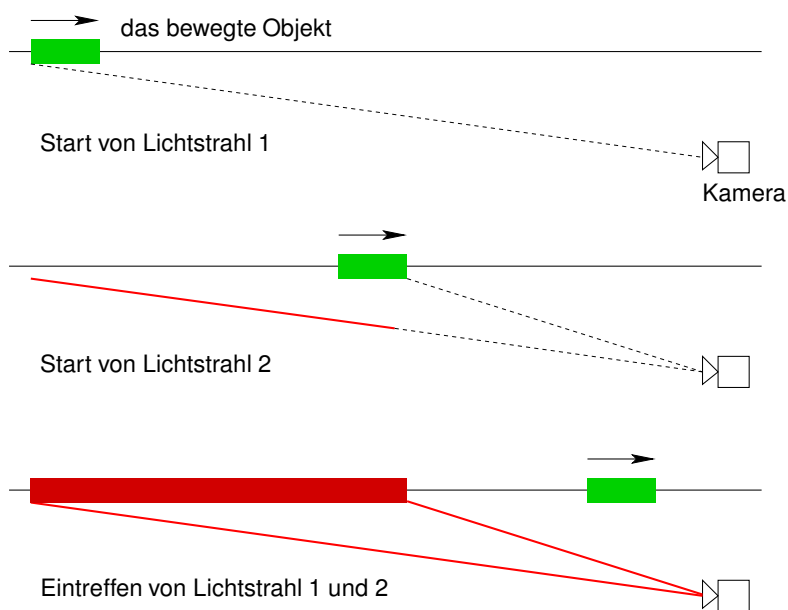 das bewegte Objekt
Start von Lichtstrahl 1
Kamera
Start von Lichtstrahl 2
Eintreffen von Lichtstrahl 1 und 2